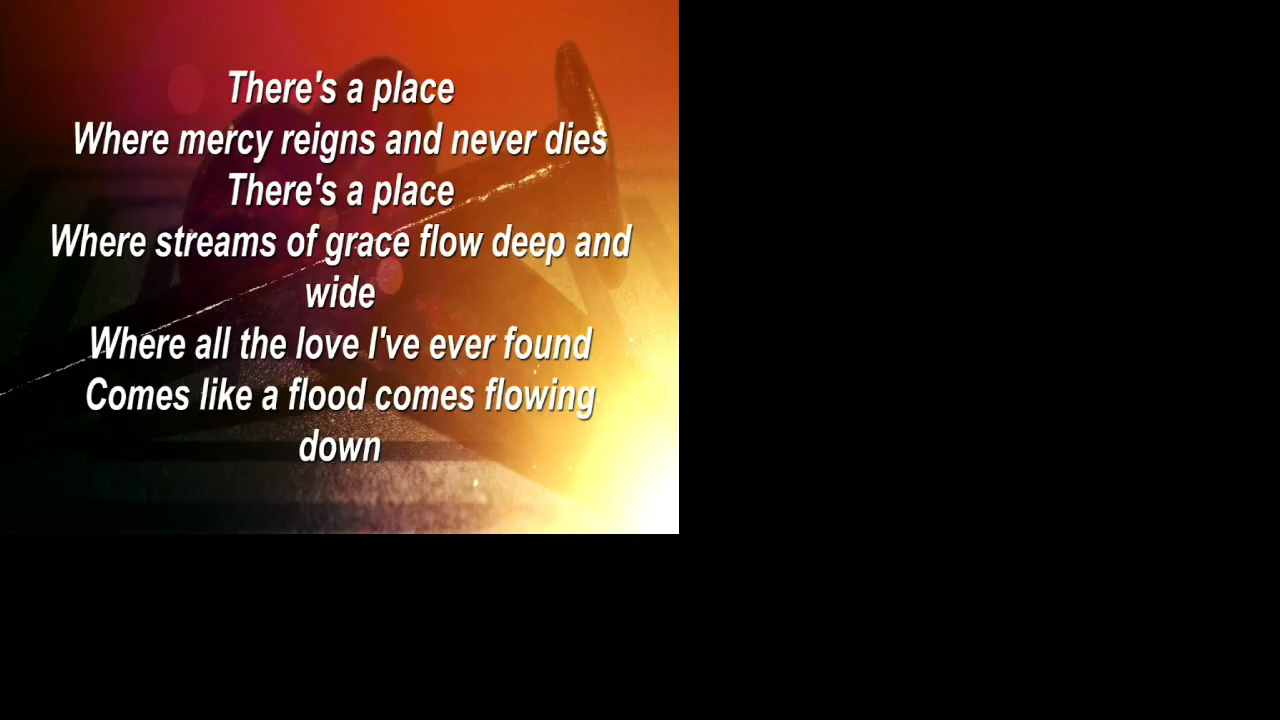 There's a place
Where mercy reigns and never dies
There's a place
Where streams of grace flow deep and
wide
Where all the love I've ever found
Comes like a flood comes flowing
down